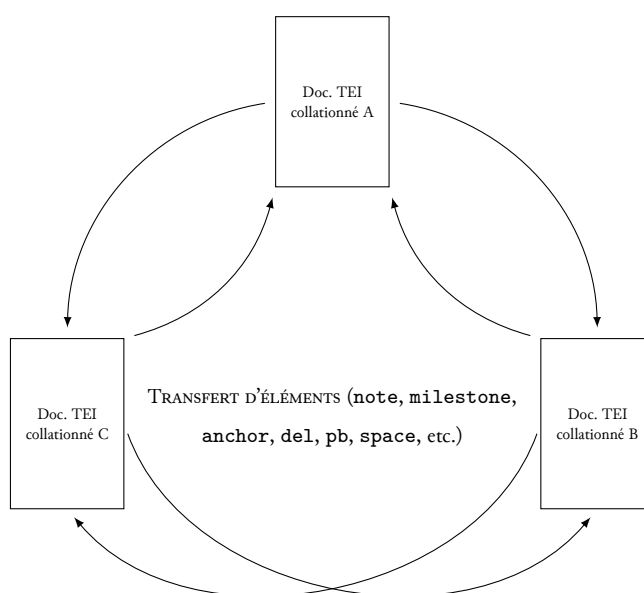 Doc. TEI
collationné A
Transfert d'éléments (note, milestone,
anchor, del, pb, space, etc.)
Doc. TEI
collationné C
Doc. TEI
collationné B